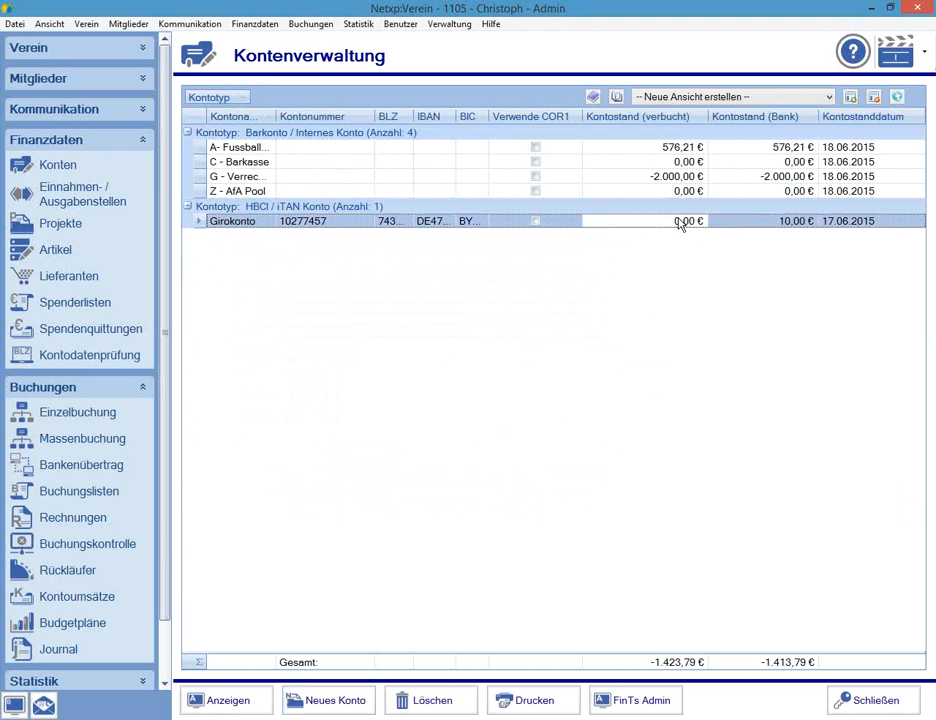 Netxp:Verein - 1105 - Christoph - Admin
Datei Ansicht Verein Mitglieder Kommunikation Finanzdaten Buchungen Statistik Benutzer Verwaltung Hilfe
Verein
Mitglieder
Kommunikation
Finanzdaten
Konten
Einnahmen-/
Ausgabenstellen
Projekte
Artikel
Lieferanten
Spenderlisten
Spendenquittungen
BLZ Kontodatenprüfung
Buchungen
Einzelbuchung
Massenbuchung
Bankenübertrag
Buchungslisten
Rechnungen
Buchungskontrolle
Rückläufer
Kontoumsätze
Budgetpläne
Journal
Statistik
Kontenverwaltung
Kontotyp
-- Neue Ansicht erstellen --
Kontona... Kontonummer BLZ IBAN BIC Verwende COR1 Kontostand (verbucht) Kontostand (Bank) Kontostanddatum
Kontotyp: Barkonto / Internes Konto (Anzahl: 4)
A- Fussball... 576,21 € 576,21 € 18.06.2015
C - Barkasse 0,00 € 0,00 € 18.06.2015
G - Verrec... -2.000,00 € -2.000,00 € 18.06.2015
Z - AfA Pool 0,00 € 0,00 € 18.06.2015
Kontotyp: HBCI / iTAN Konto (Anzahl: 1)
Girokonto 10277457 743... DE47... BY... 0,00 € 10,00 € 17.06.2015
Σ Gesamt: -1.423,79 € -1.413,79 €
Anzeigen Neues Konto Löschen Drucken FinTs Admin Schließen